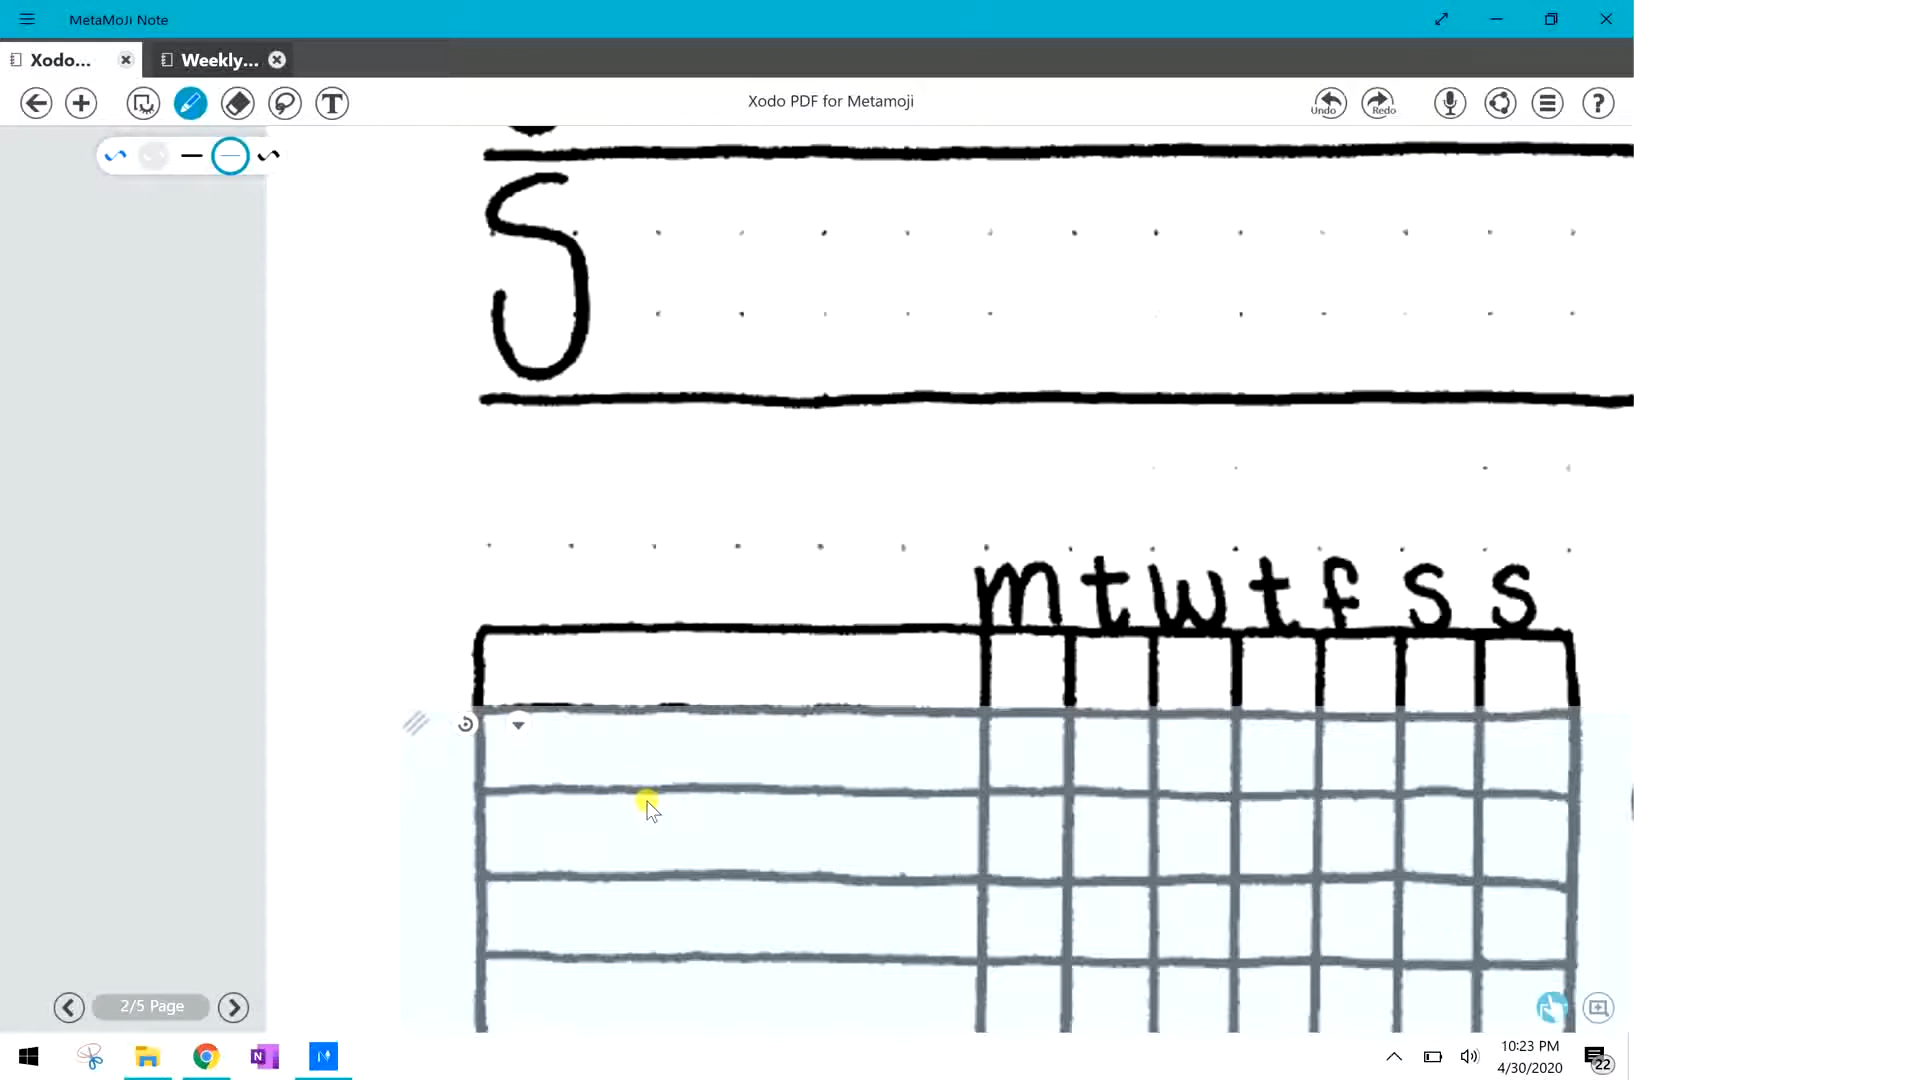 MetaMoJi Note
Xodo...
Weekly...
T
Xodo PDF for Metamoji
Undo
Redo
?
S
m t w t f s s
2/5 Page
N
10:23 PM
4/30/2020
22